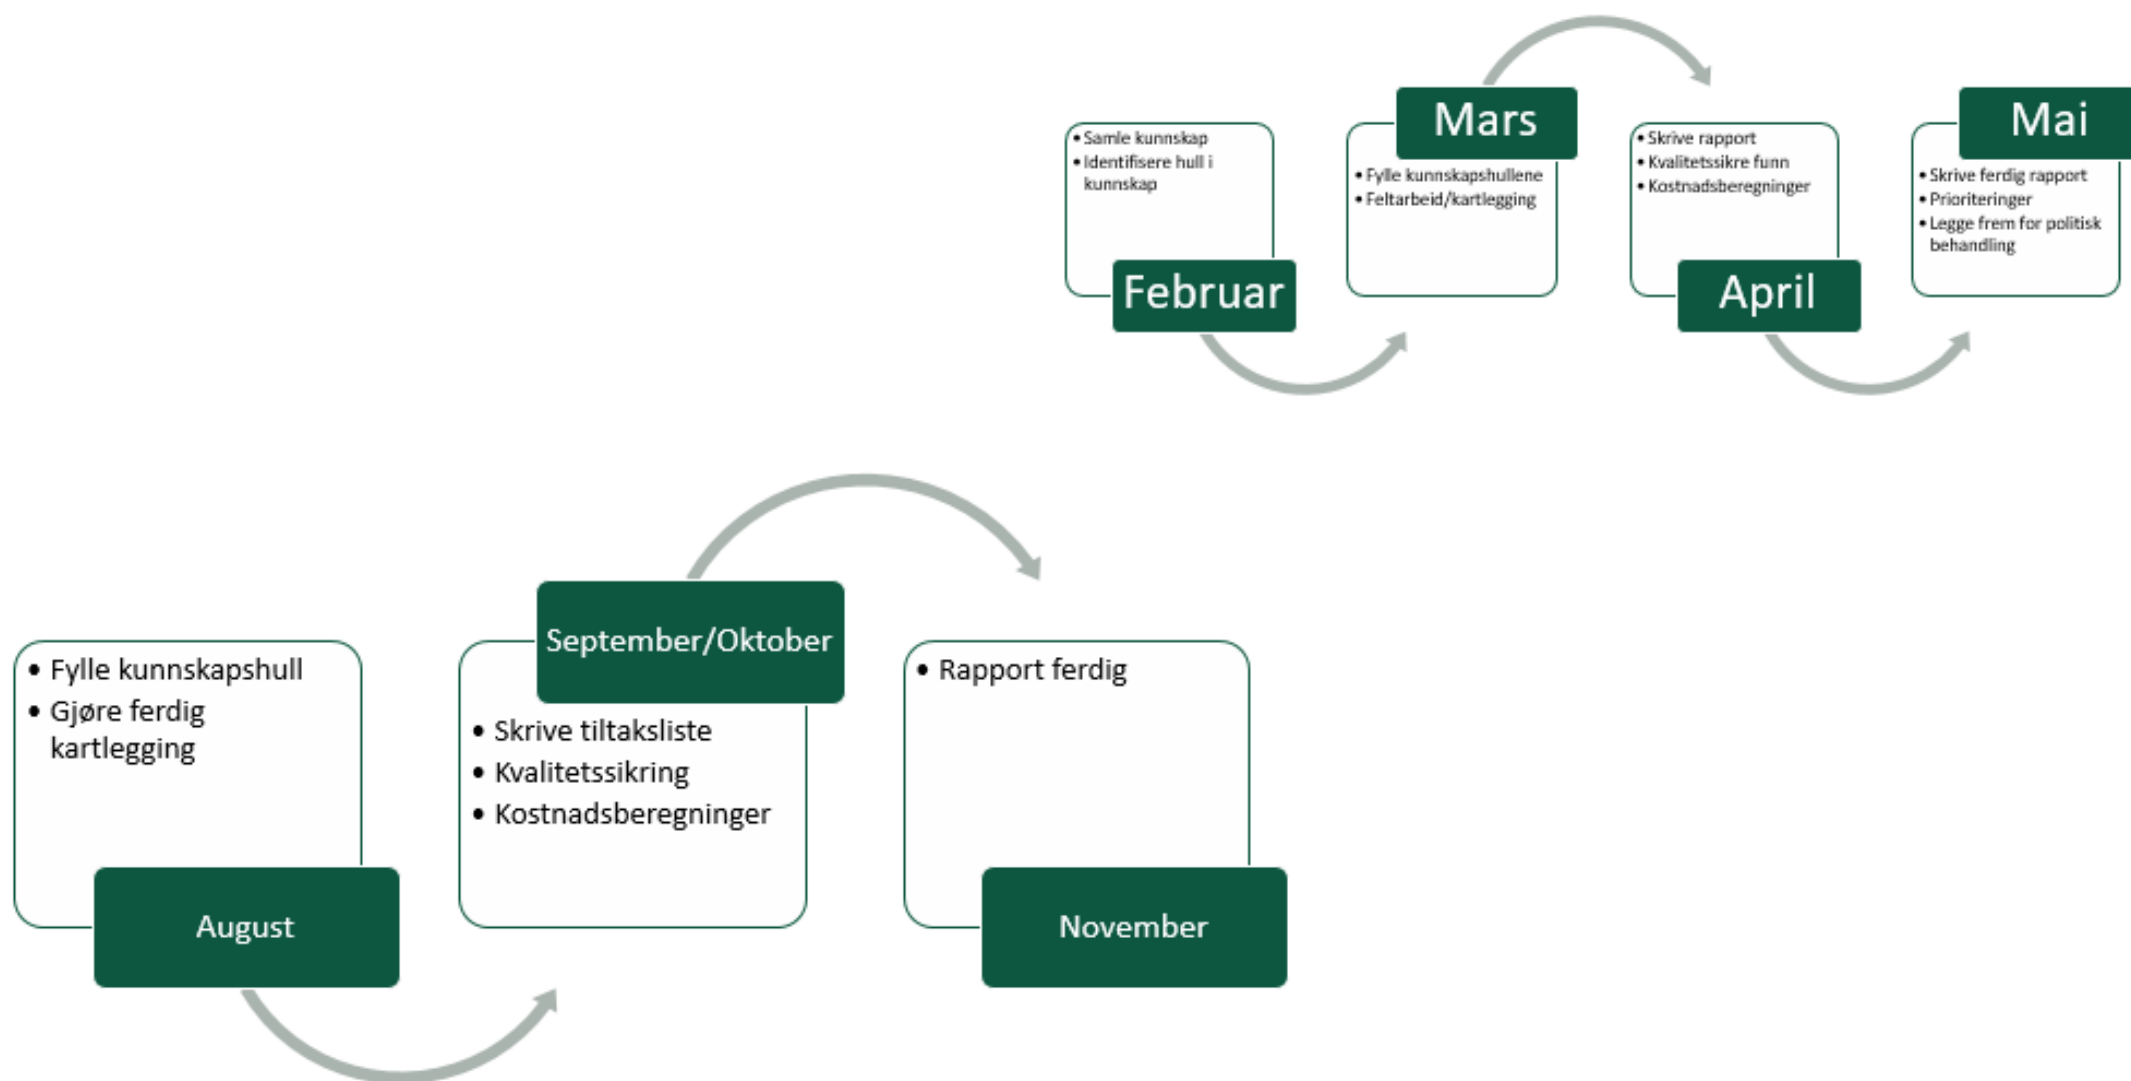 • Samle kunnskap
• Identifisere hull i
kunnskap
Februar
Mars
• Fylle kunnskapshullene
• Feltarbeid/kartlegging
• Skrive rapport
• Kvalitetssikre funn
• Kostnadsberegninger
April
Mai
• Skrive ferdig rapport
• Prioriteringer
• Legge frem for politisk
behandling
• Fylle kunnskapshull
• Gjøre ferdig
kartlegging
August
September/Oktober
• Skrive tiltaksliste
• Kvalitetssikring
• Kostnadsberegninger
• Rapport ferdig
November